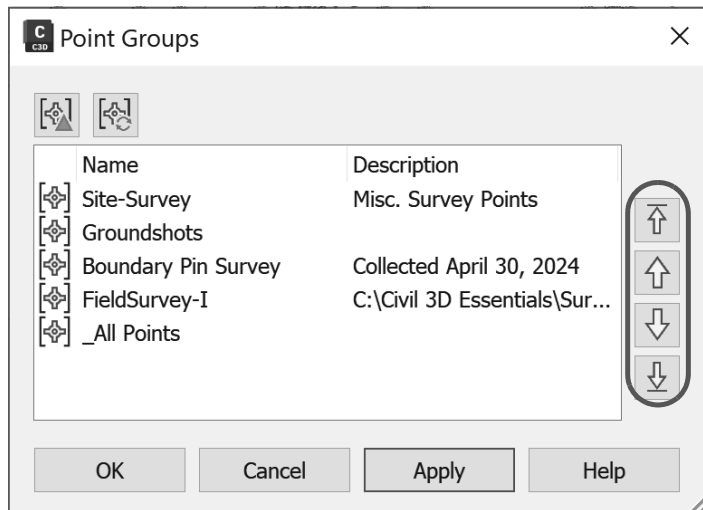 C
C3D
Point Groups
Name Description
Site-Survey Misc. Survey Points
Groundshots
Boundary Pin Survey Collected April 30, 2024
FieldSurvey-I C:\Civil 3D Essentials\Sur...
_All Points
OK Cancel Apply Help